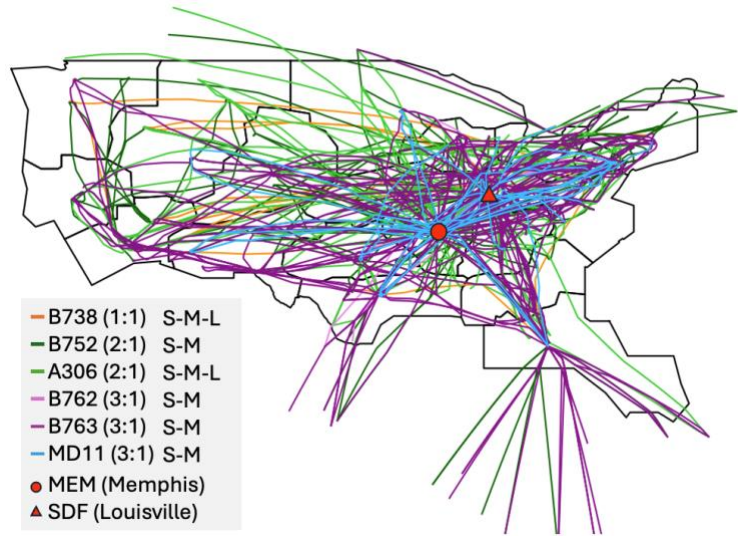 B738 (1:1) S-M-L
B752 (2:1) S-M
A306 (2:1) S-M-L
B762 (3:1) S-M
B763 (3:1) S-M
MD11 (3:1) S-M
MEM (Memphis)
SDF (Louisville)